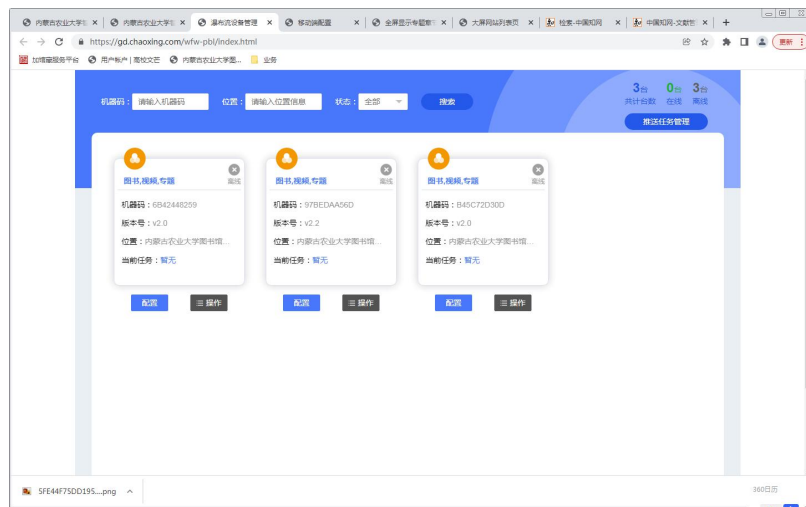 内蒙古农业大学
内蒙古农业大学
瀑布流设备管理
移动端配置
全屏显示专题
大屏网站列表页
检索-中国知网
中国知网-文献
https://gd.chaoxing.com/wfw-pbl/index.html
更新
用户帐户 | 高校文芒
内蒙古农业大学图...
业务
机器码：
请输入机器码
位置：
请输入位置信息
状态：
全部
搜索
3台
0台
3台
共计台数
在线
离线
推送任务管理
图书,视频,专题
离线
机器码：6B42448259
版本号：v2.0
位置：内蒙古农业大学图书馆...
当前任务：暂无
配置
操作
图书,视频,专题
离线
机器码：97BEDAA56D
版本号：v2.2
位置：内蒙古农业大学图书馆...
当前任务：暂无
配置
操作
图书,视频,专题
离线
机器码：B45C72D30D
版本号：v2.0
位置：内蒙古农业大学图书馆...
当前任务：暂无
配置
操作
5FE44F75DD195....png
360日历